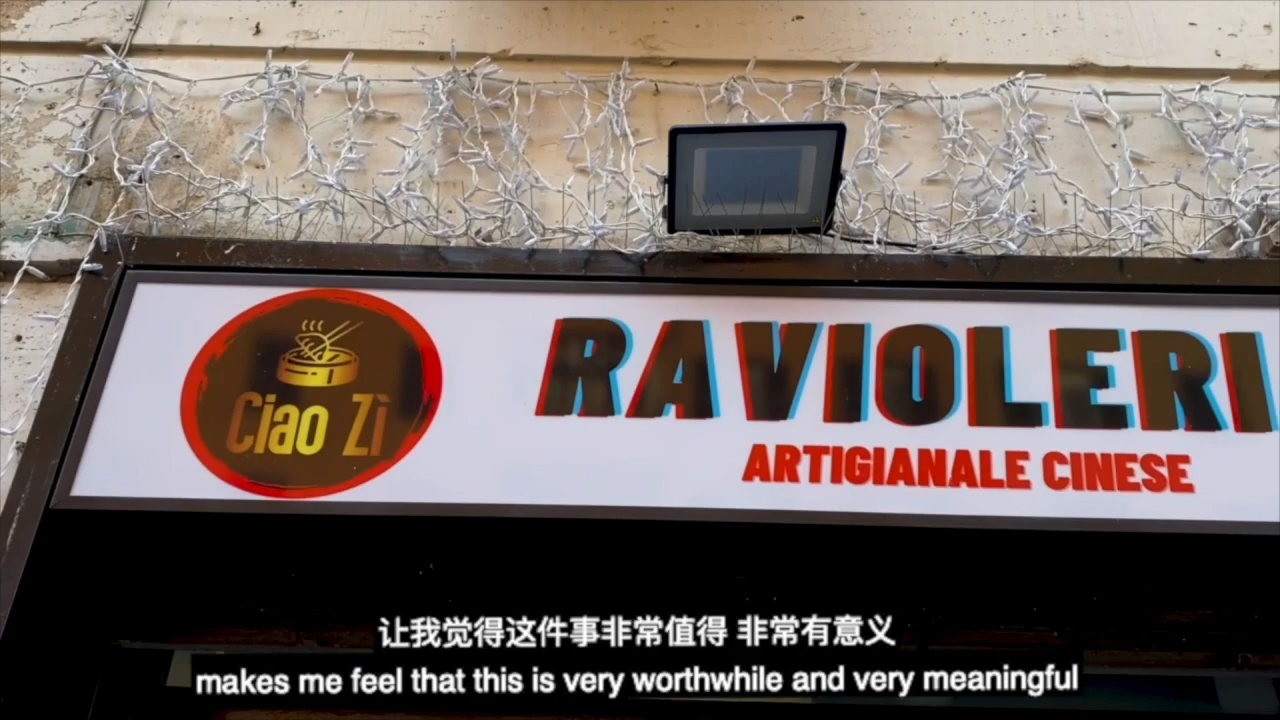 Ciao Zì
RAVIOLERI
ARTIGIANALE CINESE
让我觉得这件事非常值得 非常有意义
makes me feel that this is very worthwhile and very meaningful